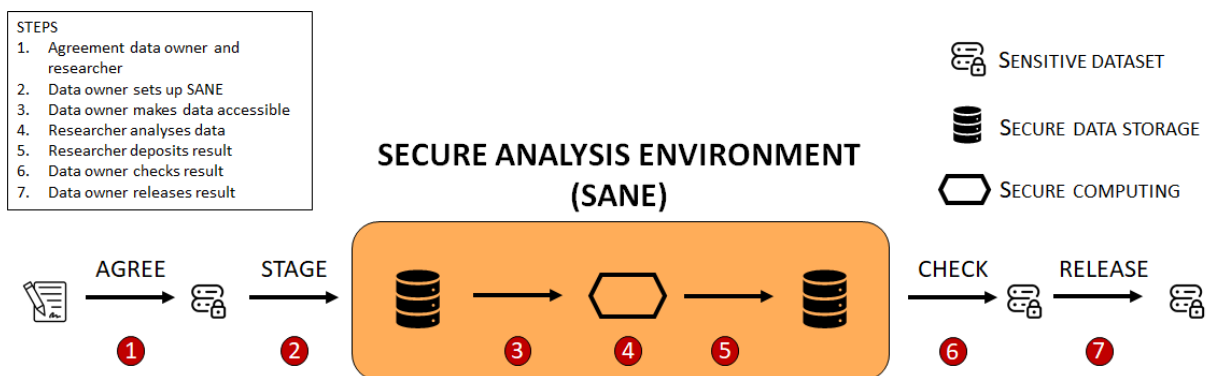 STEPS
1. Agreement data owner and
researcher
2. Data owner sets up SANE
3. Data owner makes data accessible
4. Researcher analyses data
5. Researcher deposits result
6. Data owner checks result
7. Data owner releases result
SENSITIVE DATASET
SECURE DATA STORAGE
SECURE COMPUTING
SECURE ANALYSIS ENVIRONMENT
(SANE)
AGREE
STAGE
CHECK
RELEASE
1
2
3
4
5
6
7